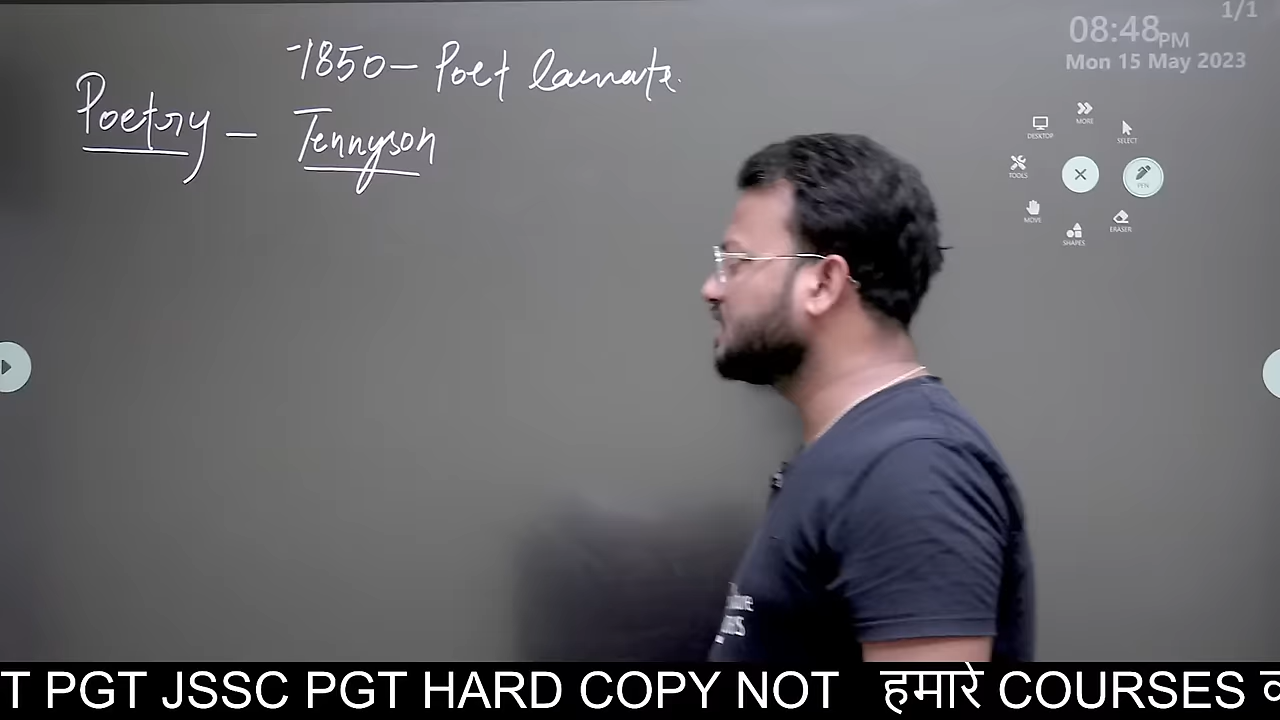 1/1
08:48 PM
Mon 15 May 2023
-1850- Poet laureate.
Poetry - Tennyson
MORE
DESKTOP
SELECT
TOOLS
PEN
MOVE
ERASER
SHAPES
T PGT JSSC PGT HARD COPY NOT हमारे COURSES